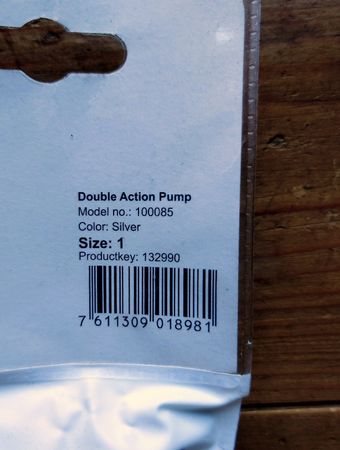 Double Action Pump
Model no.: 100085
Color: Silver
Size: 1
Productkey: 132990
7 611309 018981